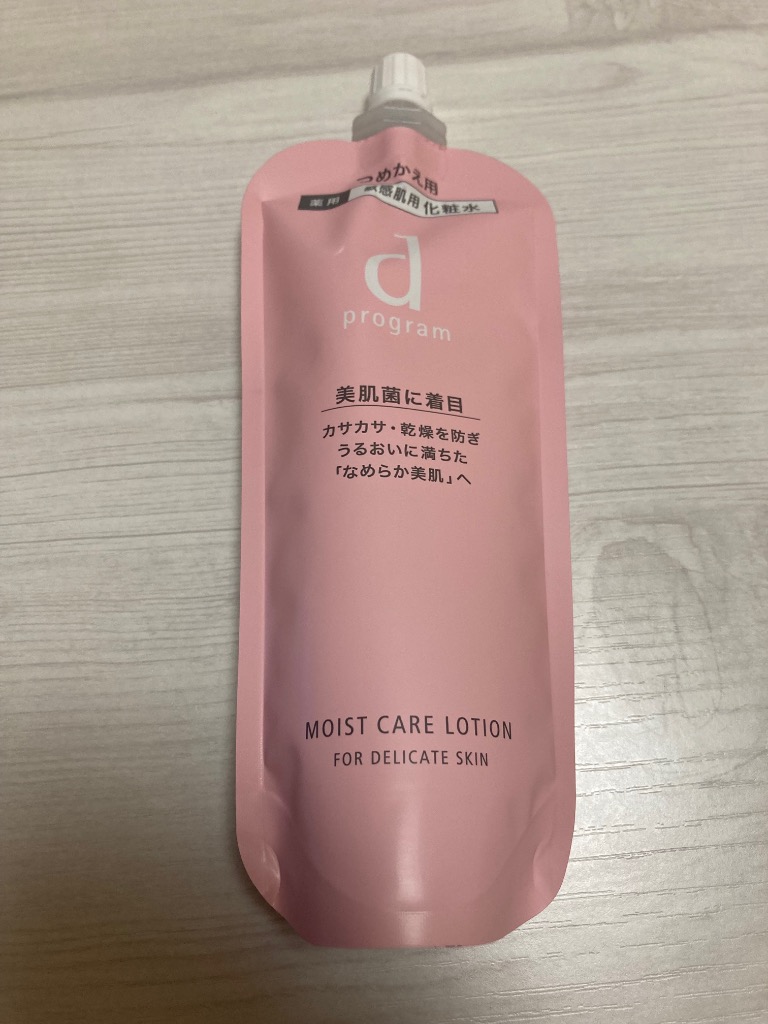 つめかえ用
薬用 敏感肌用 化粧水
d
program
美肌菌に着目
カサカサ・乾燥を防ぎ
うるおいに満ちた
「なめらか美肌」へ
MOIST CARE LOTION
FOR DELICATE SKIN